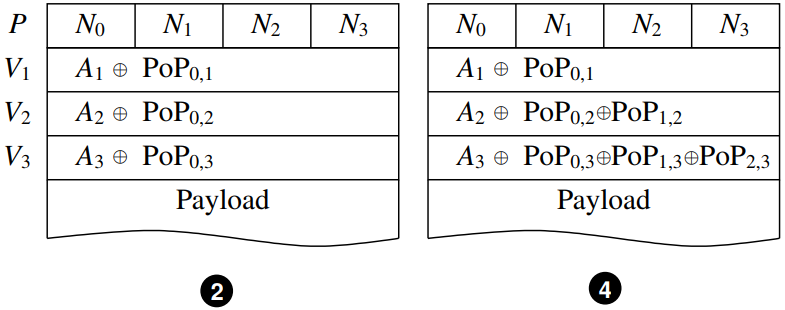 P N₀ N₁ N₂ N₃
V₁ A₁ ⊕ PoP₀,₁
V₂ A₂ ⊕ PoP₀,₂
V₃ A₃ ⊕ PoP₀,₃
Payload
2
N₀ N₁ N₂ N₃
A₁ ⊕ PoP₀,₁
A₂ ⊕ PoP₀,₂⊕PoP₁,₂
A₃ ⊕ PoP₀,₃⊕PoP₁,₃⊕PoP₂,₃
Payload
4